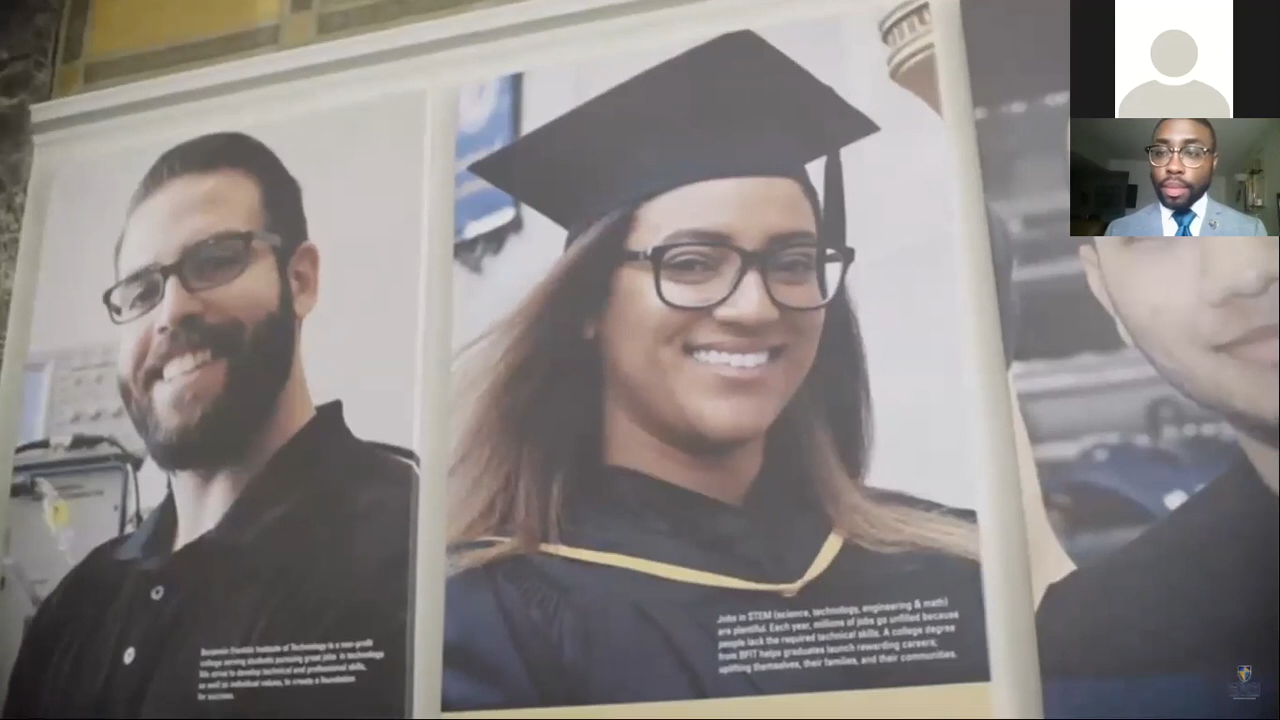 Benjamin Franklin Institute of Technology is a non-profit
college serving students pursuing great jobs in technology.
We strive to develop technical and professional skills,
as well as individual values, to create a foundation
for success.
Jobs in STEM (science, technology, engineering & math)
are plentiful. Each year, millions of jobs go unfilled because
people lack the required technical skills. A college degree
from BFIT helps graduates launch rewarding careers;
uplifting themselves, their families, and their communities.